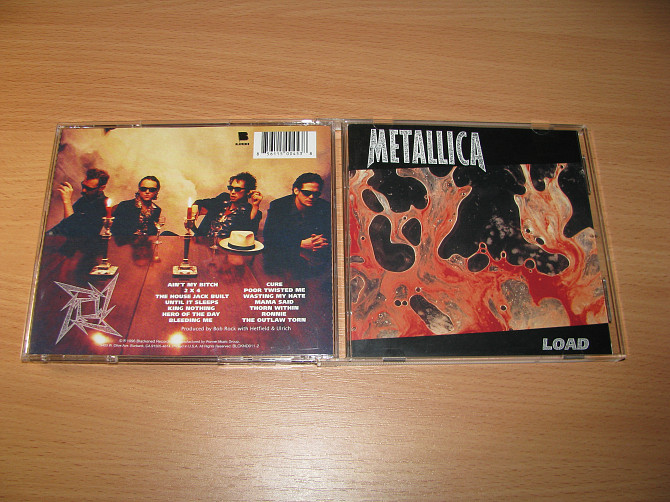 METALLICA
LOAD
AIN'T MY BITCH
2 X 4
THE HOUSE JACK BUILT
UNTIL IT SLEEPS
KING NOTHING
HERO OF THE DAY
BLEEDING ME
CURE
POOR TWISTED ME
WASTING MY HATE
MAMA SAID
THORN WITHIN
RONNIE
THE OUTLAW TORN
Produced by Bob Rock with Hetfield & Ulrich